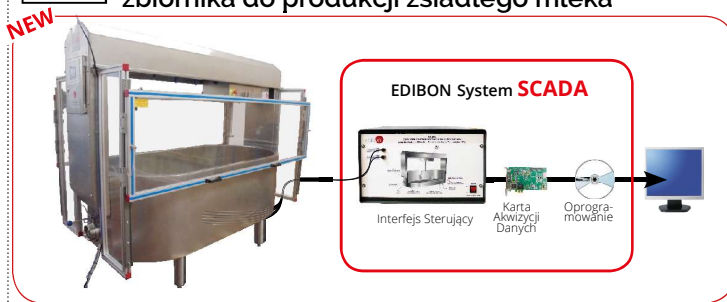 zbiornika do produkcji zsiadłego mleka
NEW
EDIBON System SCADA
Interfejs Sterujący
Karta
Akwizycji
Danych
Oprogra-
mowanie